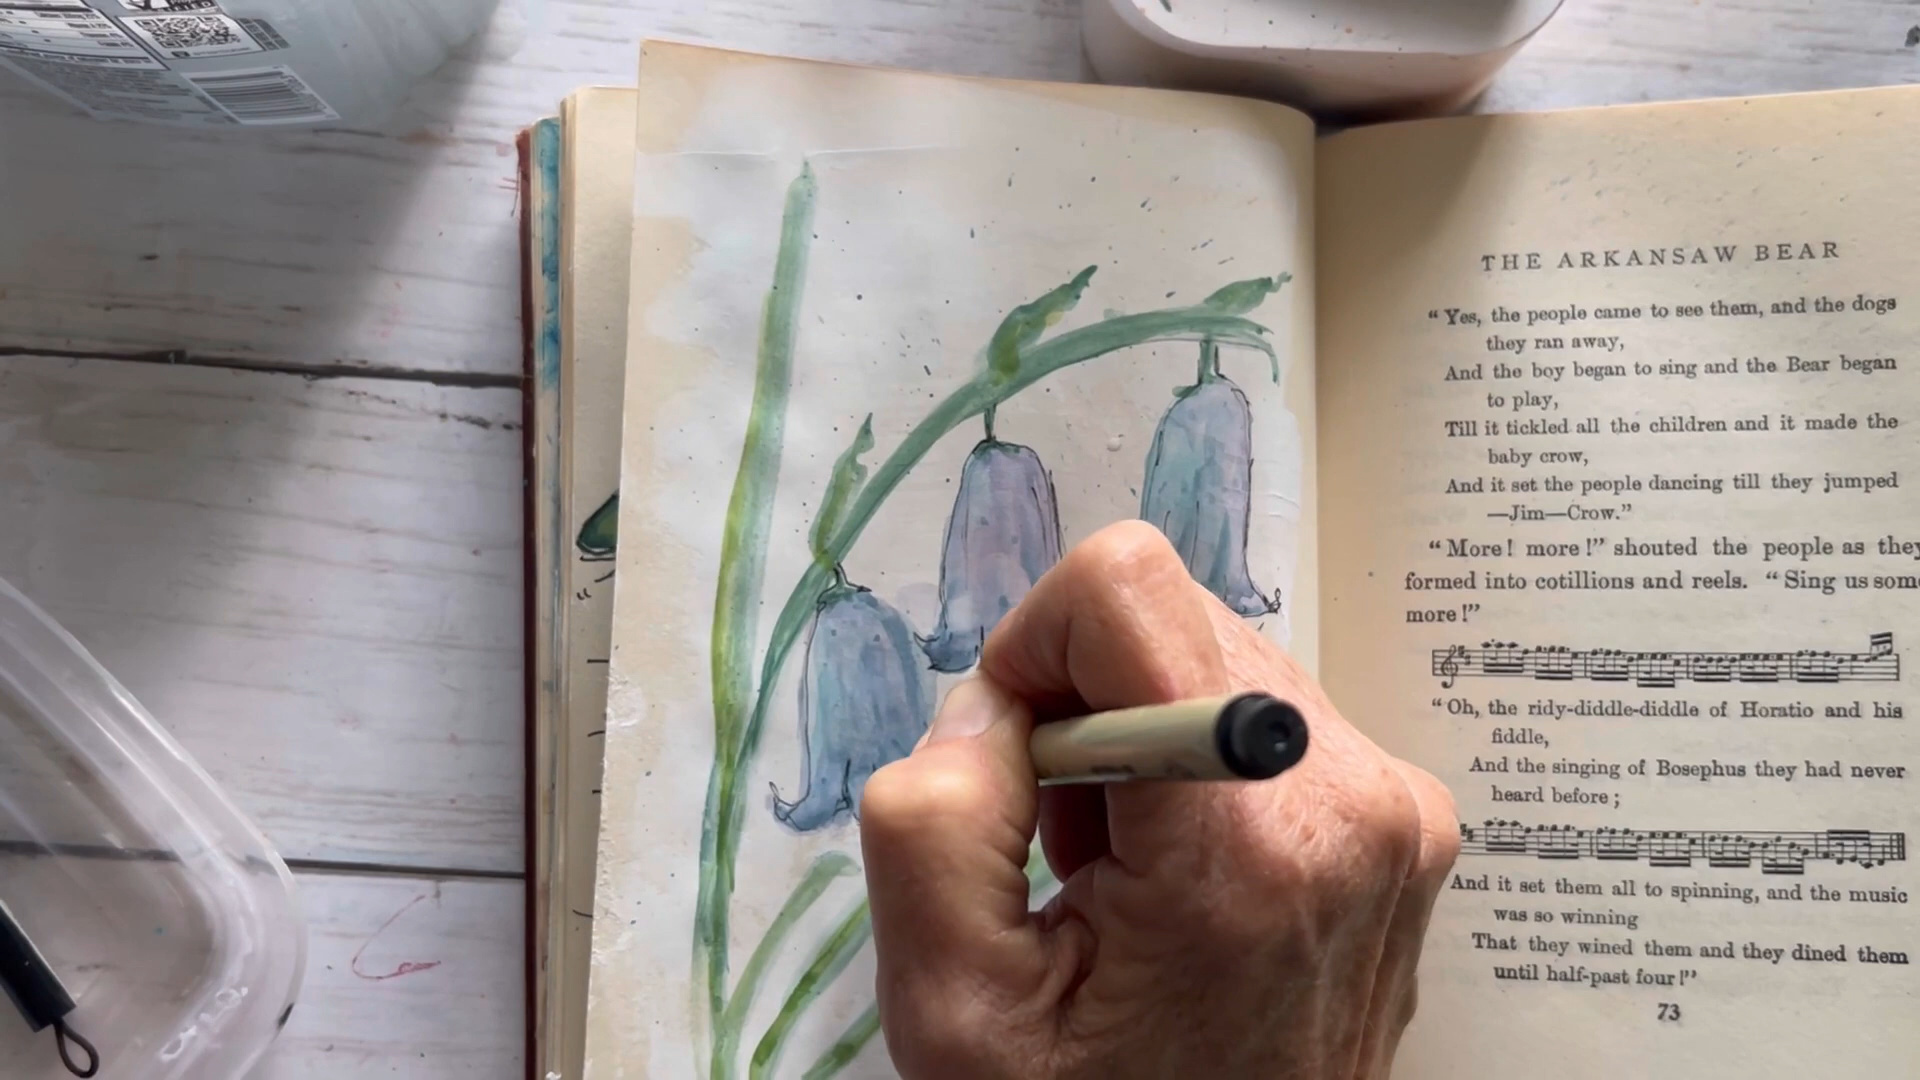 THE ARKANSAW BEAR
“Yes, the people came to see them, and the dogs
they ran away,
And the boy began to sing and the Bear began
to play,
Till it tickled all the children and it made the
baby crow,
And it set the people dancing till they jumped
—Jim—Crow.”
“More! more!” shouted the people as they
formed into cotillions and reels. “Sing us some
more!”
“Oh, the ridy-diddle-diddle of Horatio and his
fiddle,
And the singing of Bosephus they had never
heard before;
And it set them all to spinning, and the music
was so winning
That they wined them and they dined them
until half-past four!”
73